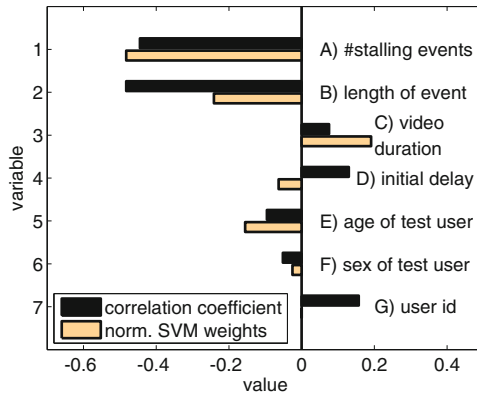 1
A) #stalling events
2
B) length of event
3
C) video
duration
4
D) initial delay
variable
5
E) age of test user
6
F) sex of test user
7
G) user id
correlation coefficient
norm. SVM weights
-0.6 -0.4 -0.2 0 0.2 0.4
value